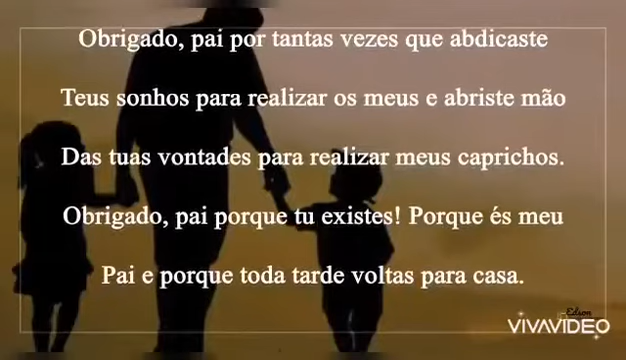 Obrigado, pai por tantas vezes que abdicaste
Teus sonhos para realizar os meus e abriste mão
Das tuas vontades para realizar meus caprichos.
Obrigado, pai porque tu existes! Porque és meu
Pai e porque toda tarde voltas para casa.
Edson
VIVAVIDEO